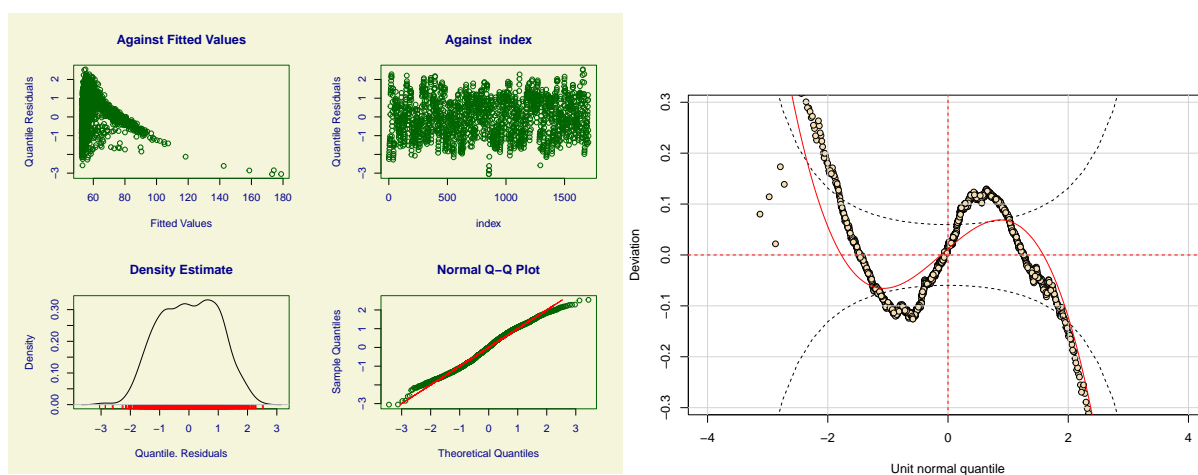 Against Fitted Values
Quantile Residuals
−3 −1 0 1 2
60 80 100 120 140 160 180
Fitted Values
Against  index
Quantile Residuals
−3 −1 0 1 2
0 500 1000 1500
index
Density Estimate
Density
0.00 0.10 0.20 0.30
−3 −2 −1 0 1 2 3
Quantile. Residuals
Normal Q−Q Plot
Sample Quantiles
−3 −1 0 1 2
−3 −2 −1 0 1 2 3
Theoretical Quantiles
Deviation
−0.3 −0.2 −0.1 0.0 0.1 0.2 0.3
−4 −2 0 2 4
Unit normal quantile